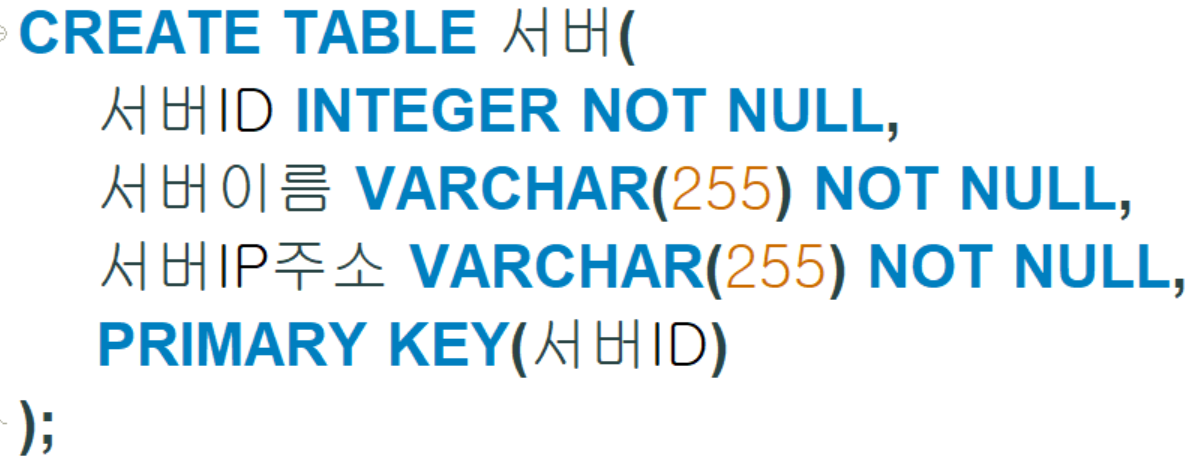 CREATE TABLE 서버(
서버ID INTEGER NOT NULL,
서버이름 VARCHAR(255) NOT NULL,
서버IP주소 VARCHAR(255) NOT NULL,
PRIMARY KEY(서버ID)
);